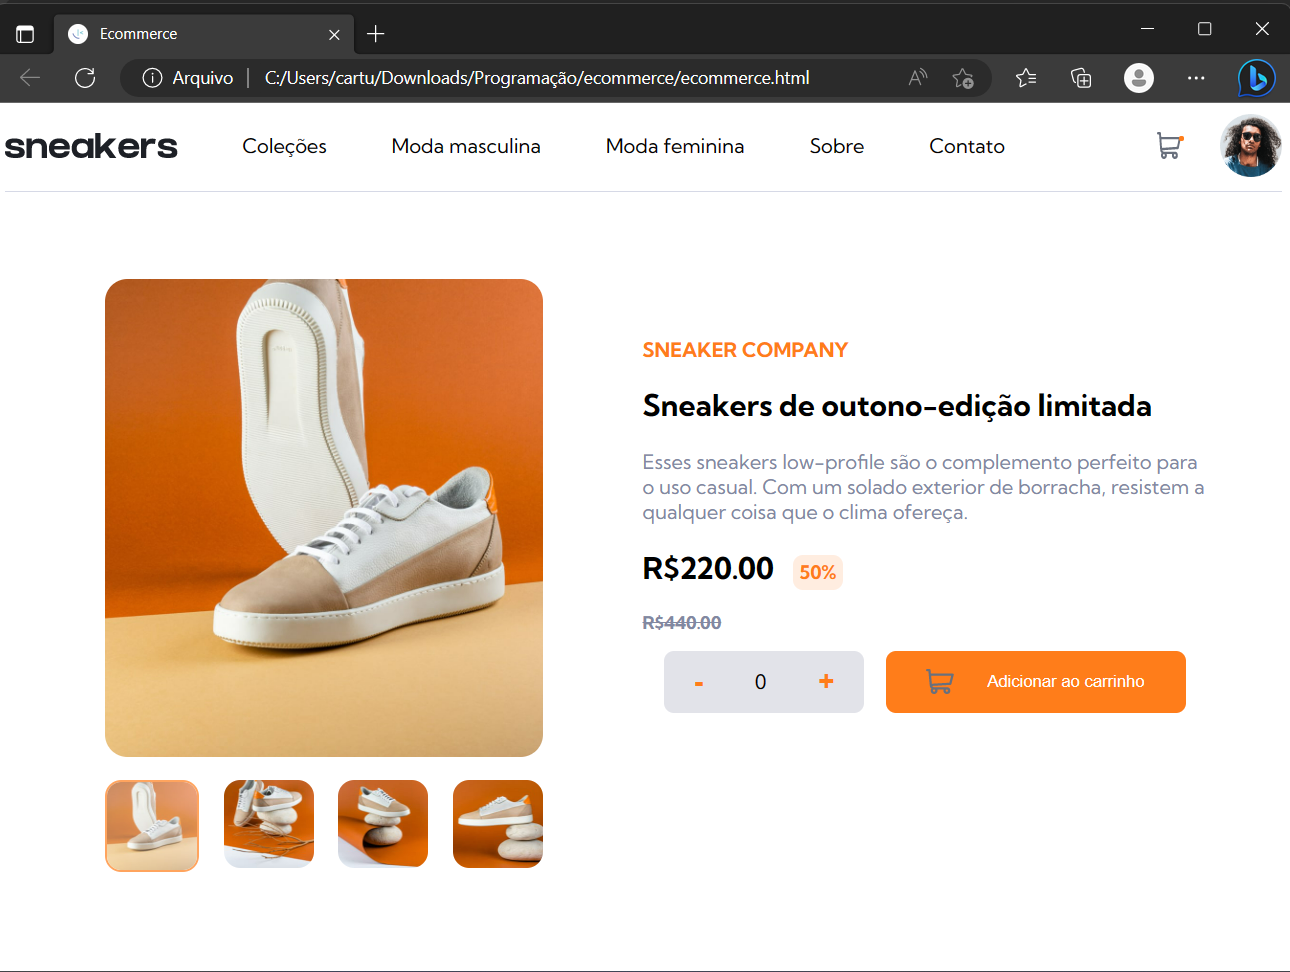 Ecommerce
Arquivo | C:/Users/cartu/Downloads/Programação/ecommerce/ecommerce.html
sneakers
Coleções
Moda masculina
Moda feminina
Sobre
Contato
SNEAKER COMPANY
Sneakers de outono-edição limitada
Esses sneakers low-profile são o complemento perfeito para
o uso casual. Com um solado exterior de borracha, resistem a
qualquer coisa que o clima ofereça.
R$220.00 50%
R$440.00
- 0 +
Adicionar ao carrinho